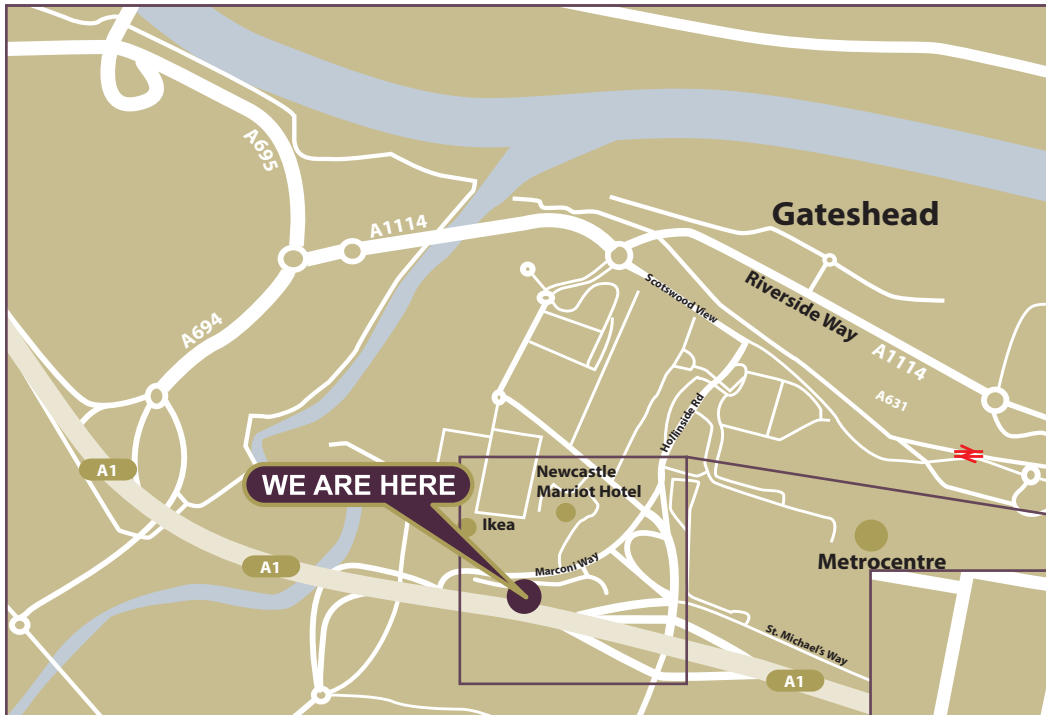 A695
A1114
Gateshead
Scotswood View
Riverside Way
A694
A1114
A631
Hollinside Rd
A1
WE ARE HERE
Newcastle
Marriot Hotel
Ikea
Metrocentre
Marconi Way
A1
St. Michael's Way
A1